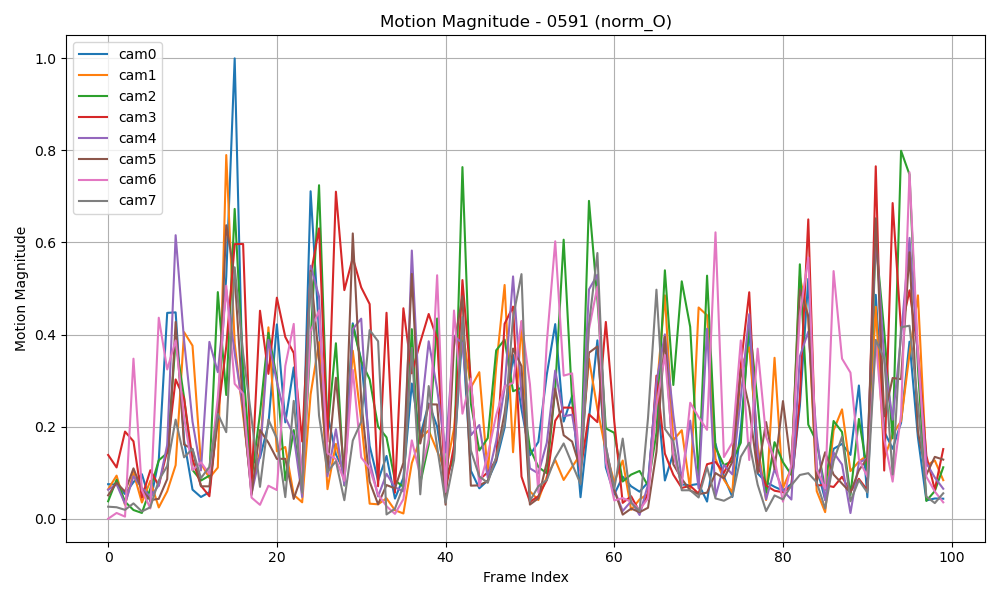 Motion Magnitude - 0591 (norm_O)
cam0
cam1
cam2
cam3
cam4
cam5
cam6
cam7
Motion Magnitude
1.0
0.8
0.6
0.4
0.2
0.0
0 20 40 60 80 100
Frame Index